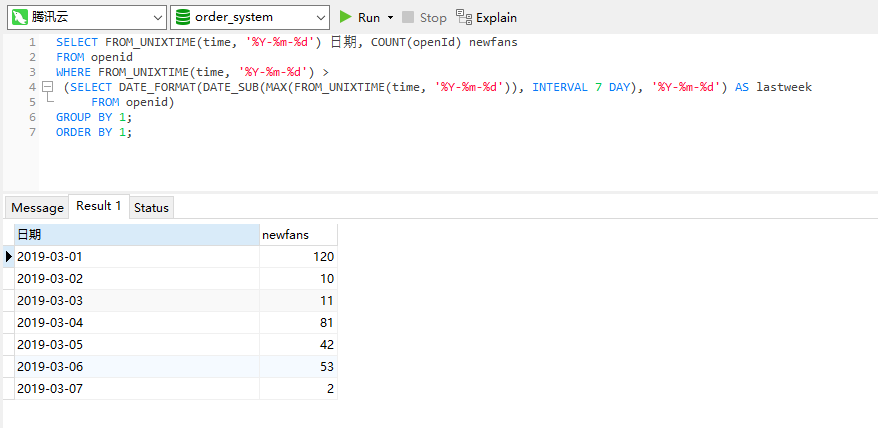 腾讯云 order_system Run Stop Explain
1 SELECT FROM_UNIXTIME(time, '%Y-%m-%d') 日期, COUNT(openId) newfans
2 FROM openid
3 WHERE FROM_UNIXTIME(time, '%Y-%m-%d') >
4 (SELECT DATE_FORMAT(DATE_SUB(MAX(FROM_UNIXTIME(time, '%Y-%m-%d')), INTERVAL 7 DAY), '%Y-%m-%d') AS lastweek
5 FROM openid)
6 GROUP BY 1;
7 ORDER BY 1;
Message Result 1 Status
日期 newfans
2019-03-01 120
2019-03-02 10
2019-03-03 11
2019-03-04 81
2019-03-05 42
2019-03-06 53
2019-03-07 2